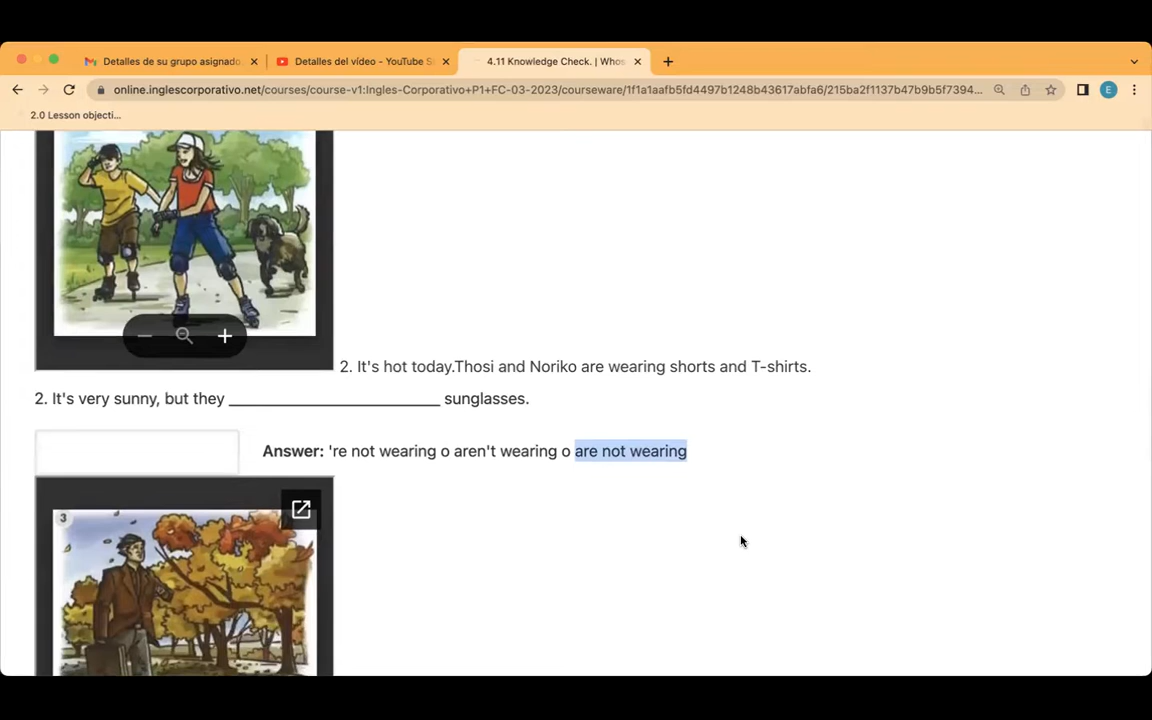 Detalles de su grupo asignado
Detalles del vídeo - YouTube S
4.11 Knowledge Check. | Whos
online.inglescorporativo.net/courses/course-v1:Ingles-Corporativo+P1+FC-03-2023/courseware/1f1a1aafb5fd4497b1248b43617abfa6/215ba2f1137b47b9b5f7394...
E
2.0 Lesson objecti...
2. It's hot today.Thosi and Noriko are wearing shorts and T-shirts.
2. It's very sunny, but they _________________________ sunglasses.
Answer: 're not wearing o aren't wearing o are not wearing
3